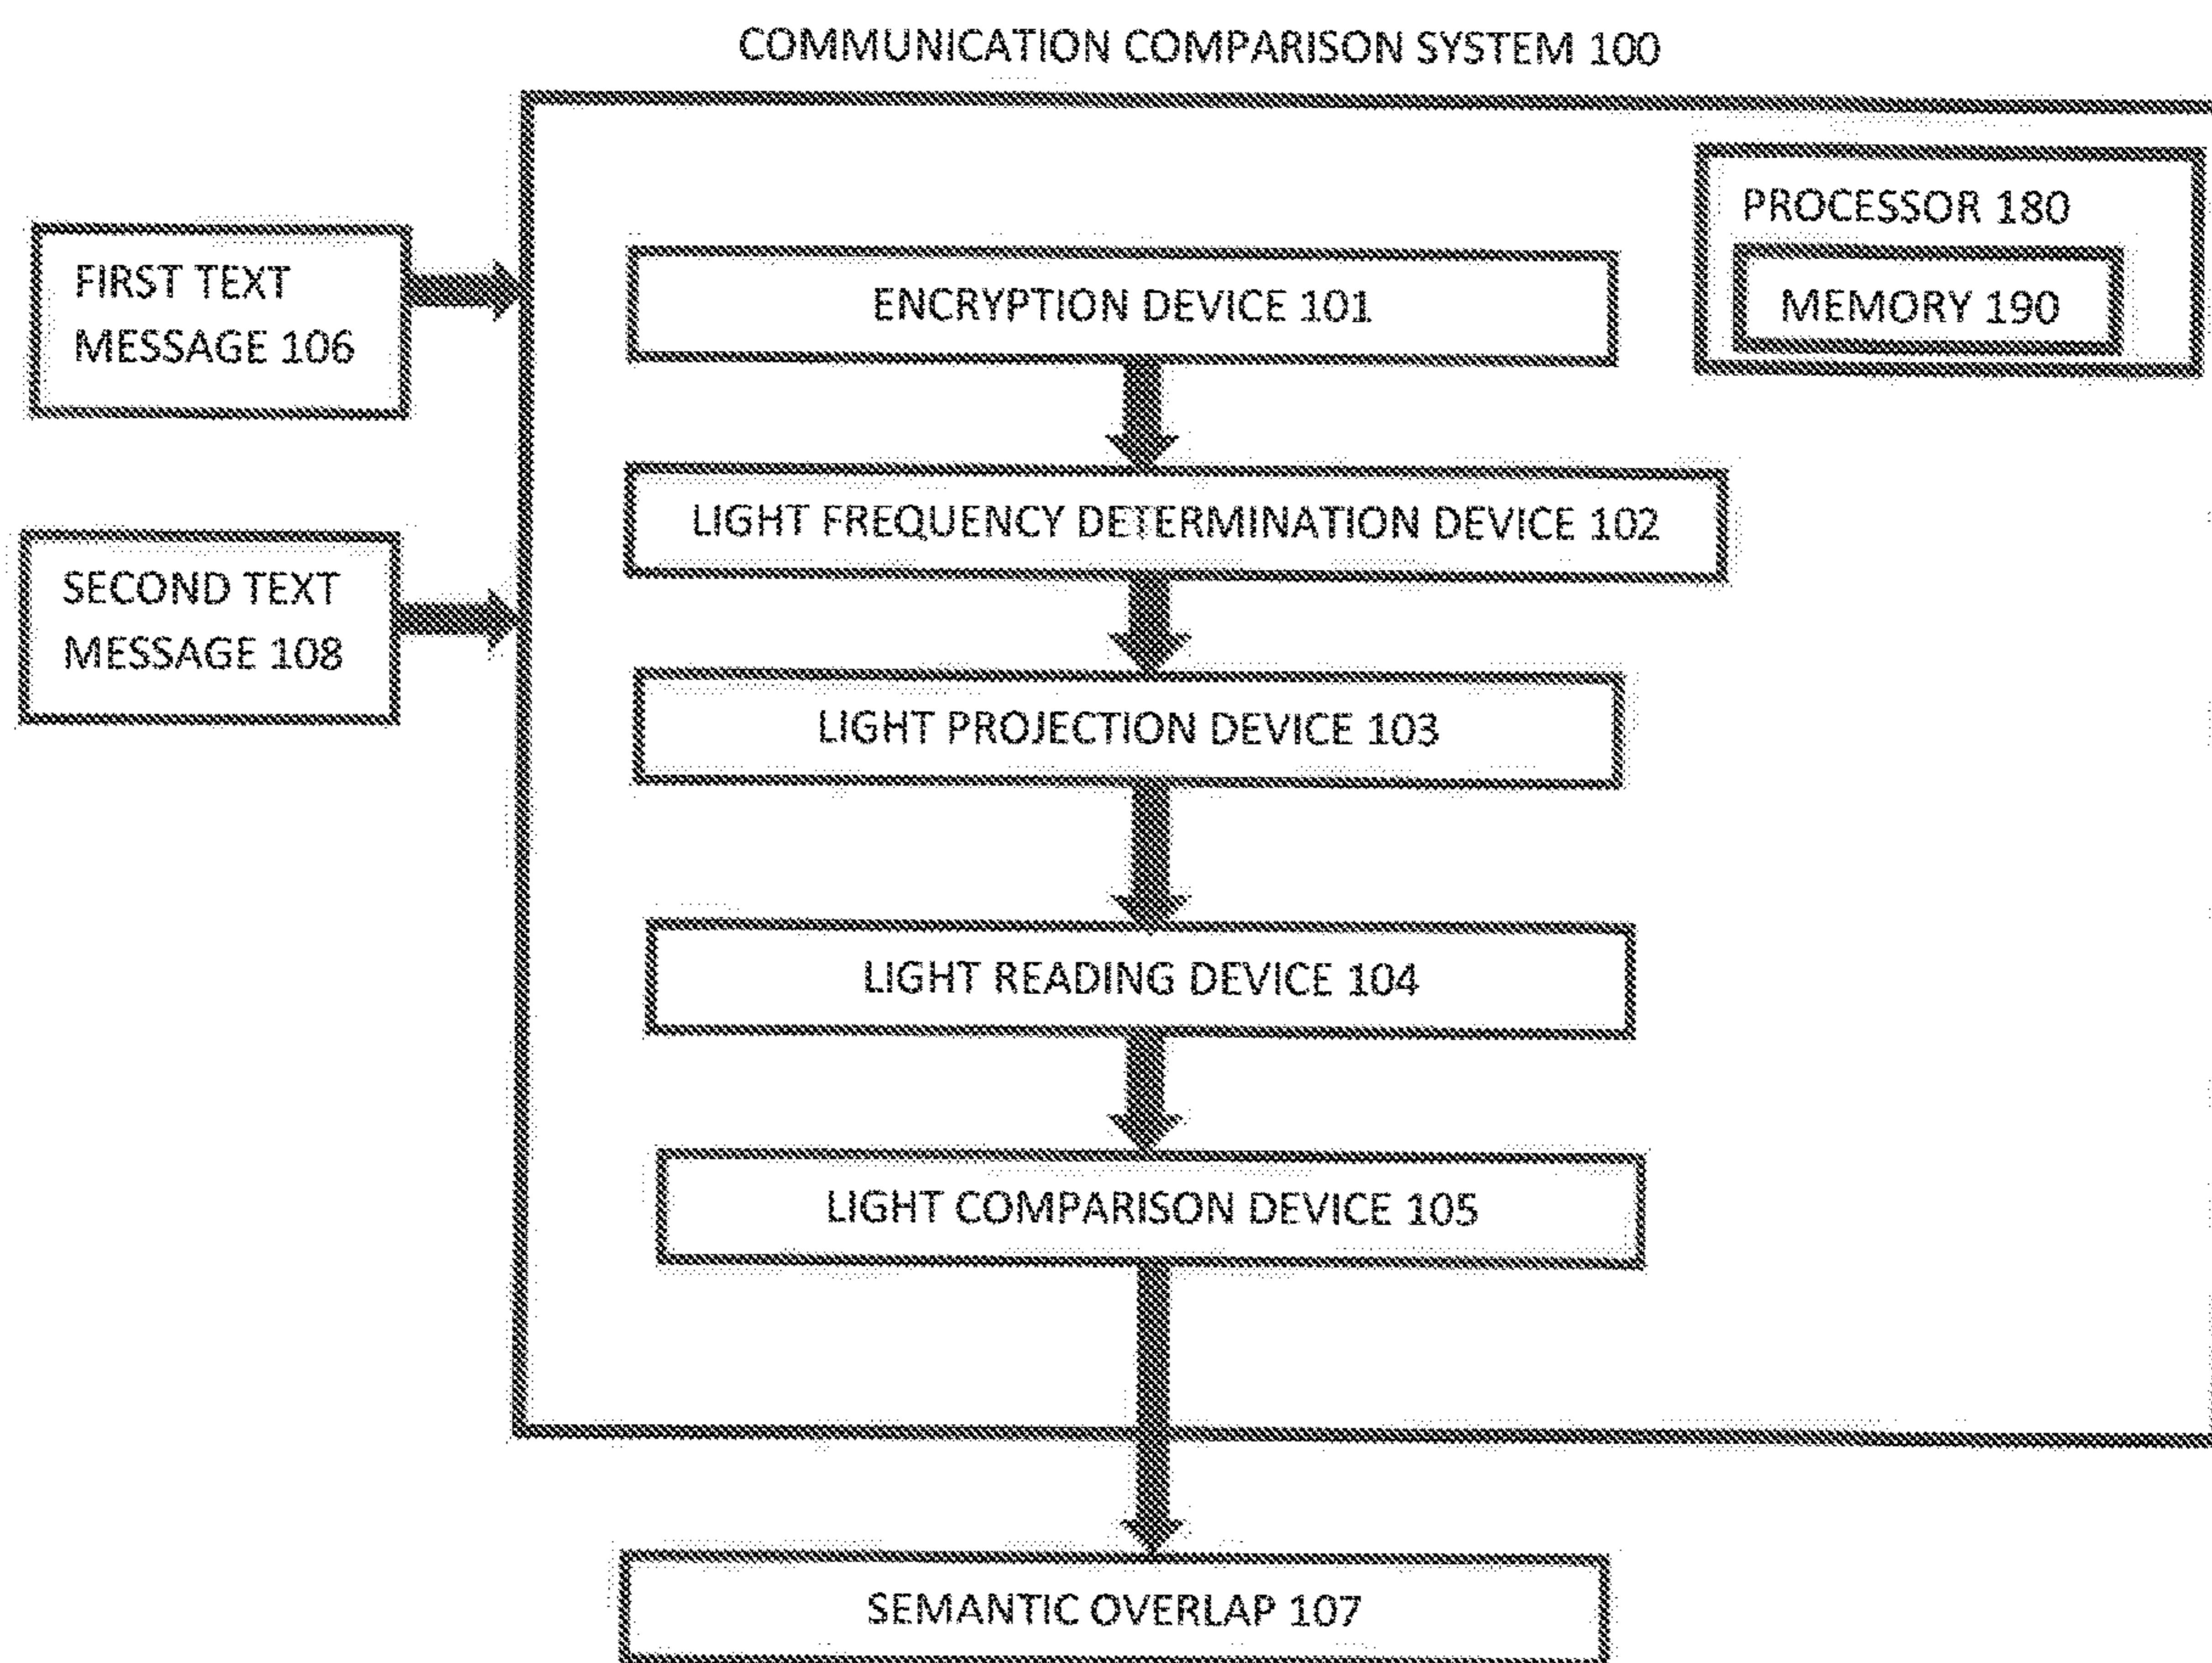 COMMUNICATION COMPARISON SYSTEM 100
PROCESSOR 180
MEMORY 190
FIRST TEXT
MESSAGE 106
ENCRYPTION DEVICE 101
LIGHT FREQUENCY DETERMINATION DEVICE 102
SECOND TEXT
MESSAGE 108
LIGHT PROJECTION DEVICE 103
LIGHT READING DEVICE 104
LIGHT COMPARISON DEVICE 105
SEMANTIC OVERLAP 107